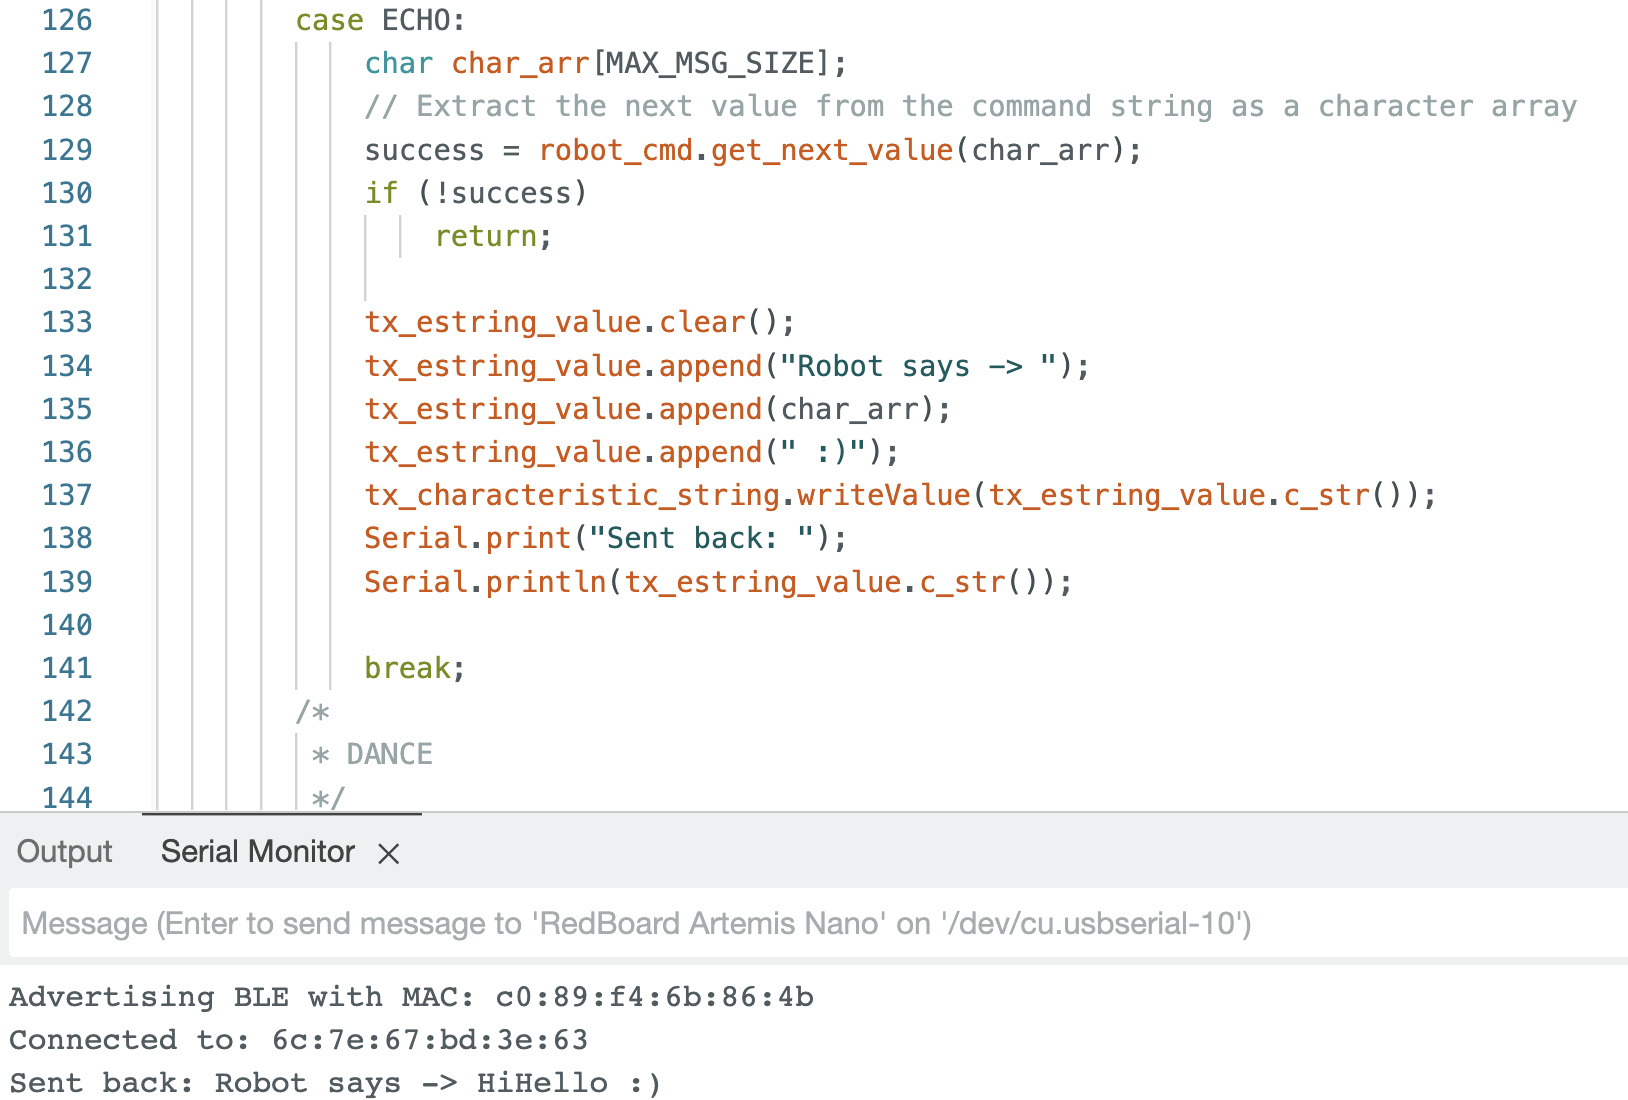 126 case ECHO:
127 char char_arr[MAX_MSG_SIZE];
128 // Extract the next value from the command string as a character array
129 success = robot_cmd.get_next_value(char_arr);
130 if (!success)
131 return;
132
133 tx_estring_value.clear();
134 tx_estring_value.append("Robot says -> ");
135 tx_estring_value.append(char_arr);
136 tx_estring_value.append(" :)");
137 tx_characteristic_string.writeValue(tx_estring_value.c_str());
138 Serial.print("Sent back: ");
139 Serial.println(tx_estring_value.c_str());
140
141 break;
142 /*
143 * DANCE
144 */
Output Serial Monitor ×
Message (Enter to send message to 'RedBoard Artemis Nano' on '/dev/cu.usbserial-10')
Advertising BLE with MAC: c0:89:f4:6b:86:4b
Connected to: 6c:7e:67:bd:3e:63
Sent back: Robot says -> HiHello :)